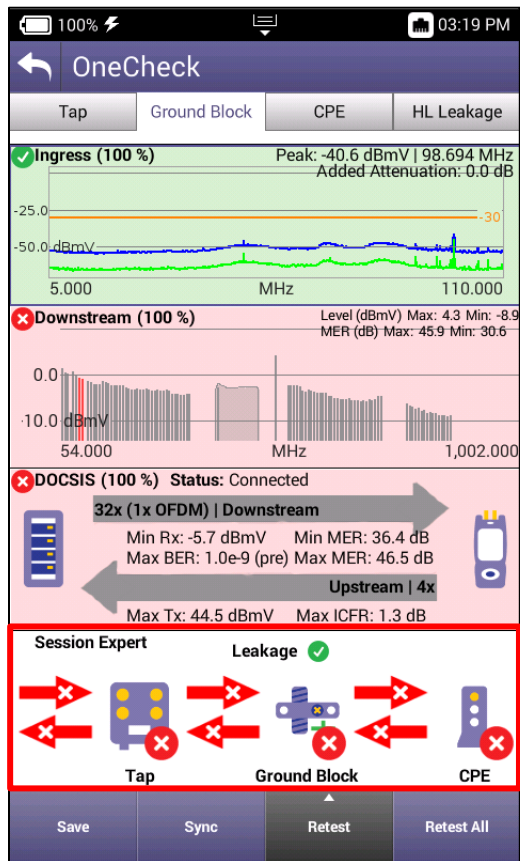 100%
03:19 PM
OneCheck
Tap
Ground Block
CPE
HL Leakage
Ingress (100 %)
Peak: -40.6 dBmV | 98.694 MHz
Added Attenuation: 0.0 dB
-25.0
-30
-50.0 dBmV
5.000
MHz
110.000
Downstream (100 %)
Level (dBmV) Max: 4.3 Min: -8.9
MER (dB) Max: 45.9 Min: 30.6
0.0
-10.0 dBmV
54.000
MHz
1,002.000
DOCSIS (100 %) Status: Connected
32x (1x OFDM) | Downstream
Min Rx: -5.7 dBmV Min MER: 36.4 dB
Max BER: 1.0e-9 (pre) Max MER: 46.5 dB
Upstream | 4x
Max Tx: 44.5 dBmV Max ICFR: 1.3 dB
Session Expert
Leakage
Tap
Ground Block
CPE
Save
Sync
Retest
Retest All